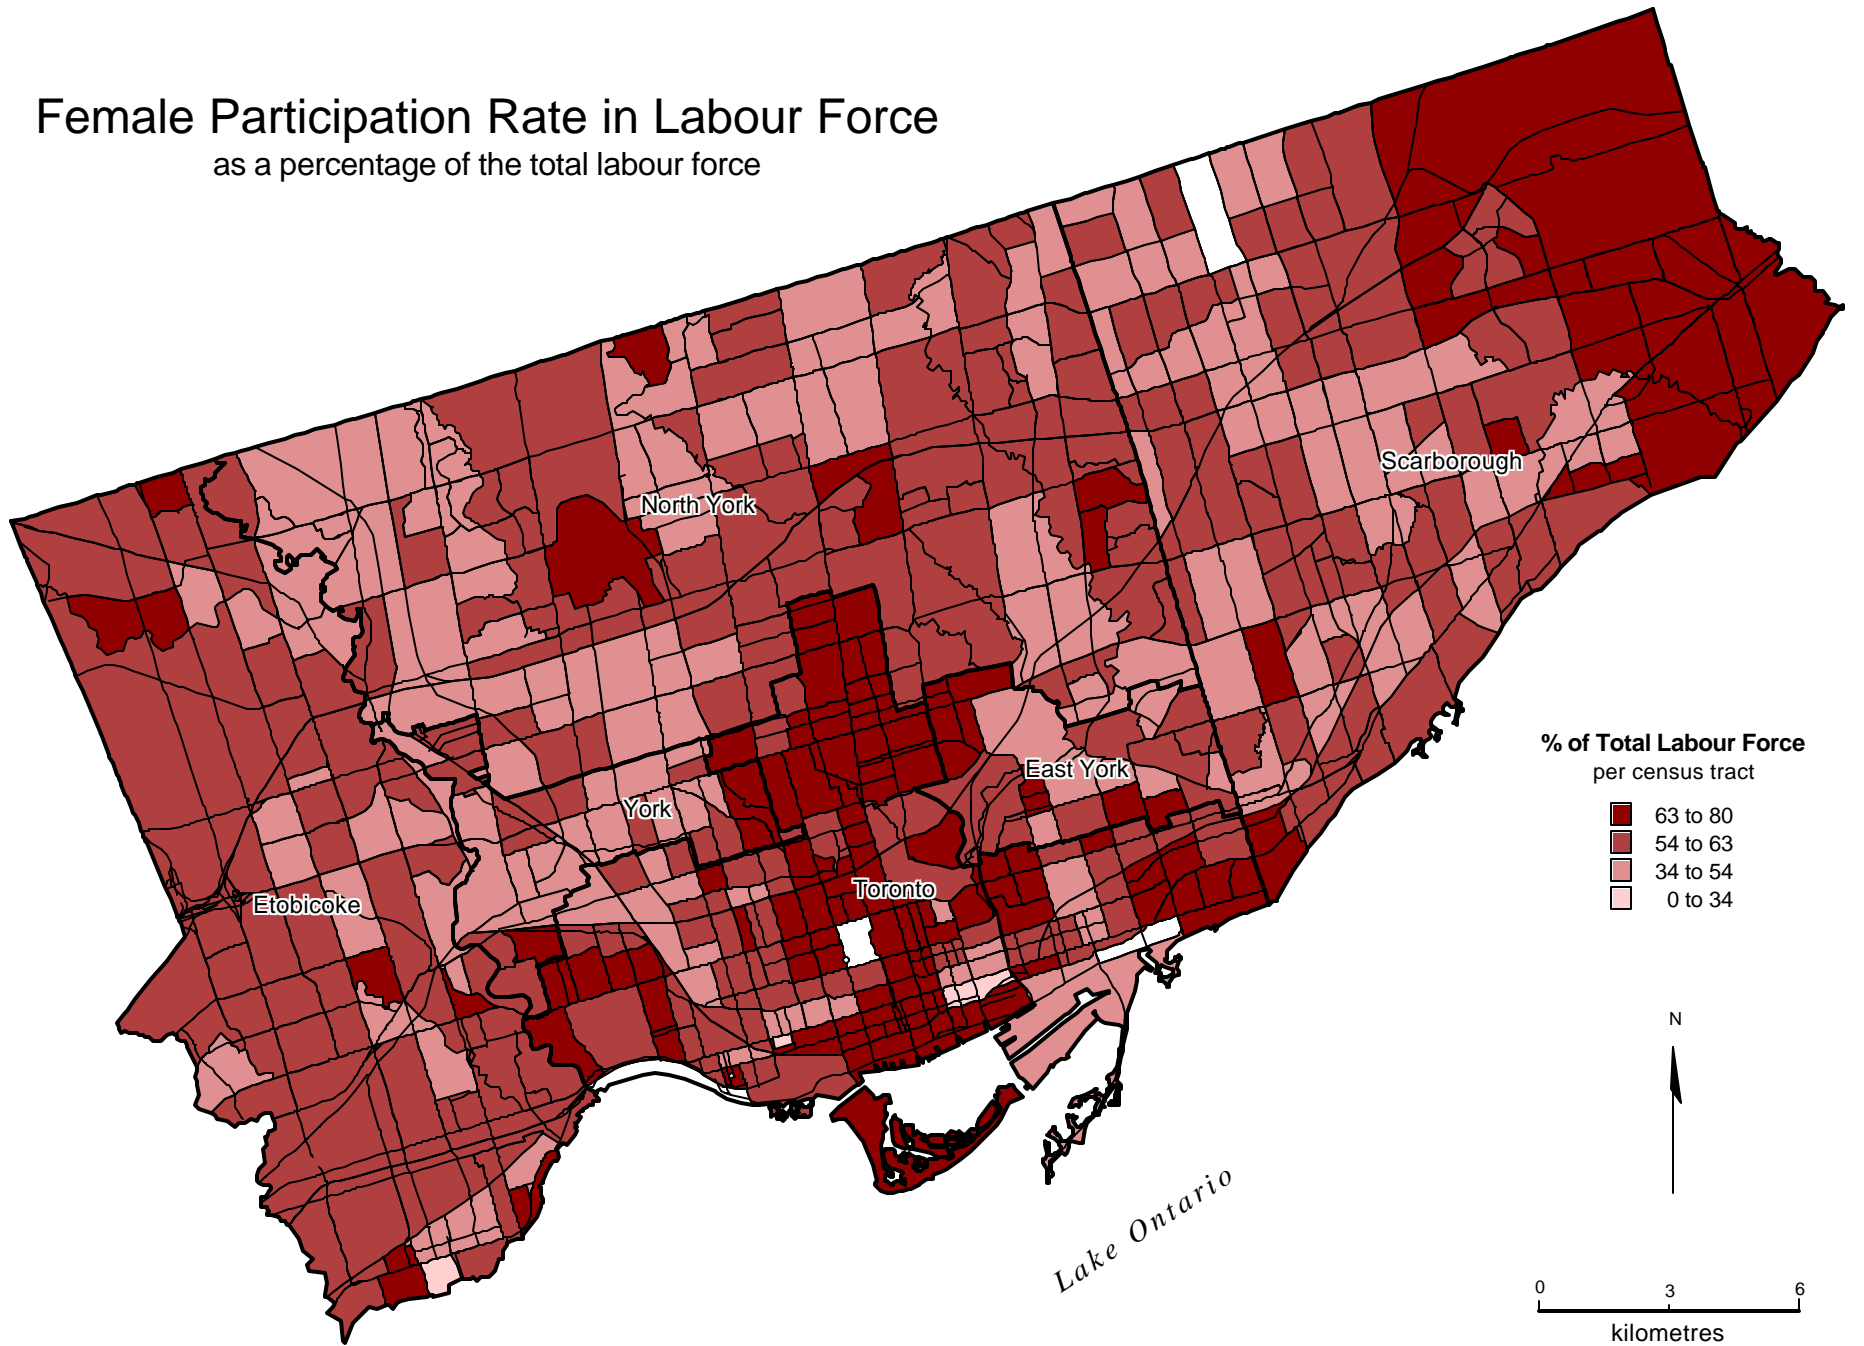 Female Participation Rate in Labour Force
as a percentage of the total labour force
Scarborough
North York
East York
York
Toronto
Etobicoke
% of Total Labour Force
per census tract
63 to 80
54 to 63
34 to 54
0 to 34
N
Lake Ontario
0 3 6
kilometres